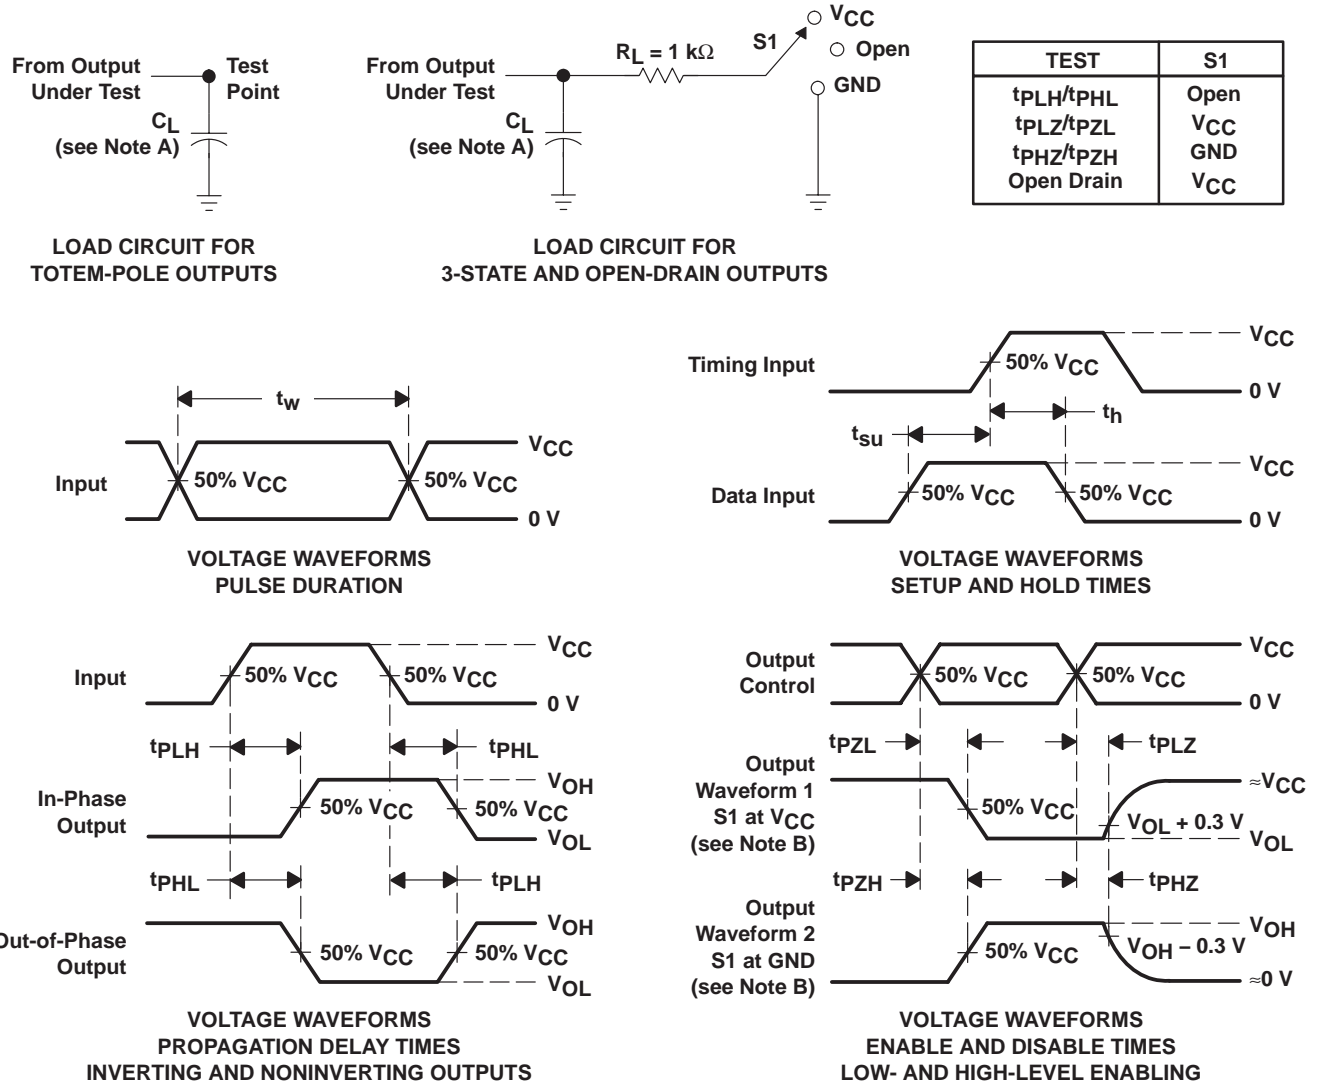 From Output
Under Test
Test
Point
CL
(see Note A)
LOAD CIRCUIT FOR
TOTEM-POLE OUTPUTS
From Output
Under Test
RL = 1 kΩ
S1
VCC
Open
GND
CL
(see Note A)
LOAD CIRCUIT FOR
3-STATE AND OPEN-DRAIN OUTPUTS
TEST S1
tPLH/tPHL Open
tPLZ/tPZL VCC
tPHZ/tPZH GND
Open Drain VCC
tw
Input
50% VCC
50% VCC
VCC
0 V
VOLTAGE WAVEFORMS
PULSE DURATION
Timing Input
50% VCC
VCC
0 V
tsu
th
Data Input
50% VCC
50% VCC
VCC
0 V
VOLTAGE WAVEFORMS
SETUP AND HOLD TIMES
Input
50% VCC
50% VCC
VCC
0 V
tPLH
tPHL
In-Phase
Output
50% VCC
50% VCC
VOH
VOL
tPHL
tPLH
Out-of-Phase
Output
50% VCC
50% VCC
VOH
VOL
VOLTAGE WAVEFORMS
PROPAGATION DELAY TIMES
INVERTING AND NONINVERTING OUTPUTS
Output
Control
50% VCC
50% VCC
VCC
0 V
tPZL
tPLZ
Output
Waveform 1
S1 at VCC
(see Note B)
50% VCC
VOL + 0.3 V
≈VCC
VOL
tPZH
tPHZ
Output
Waveform 2
S1 at GND
(see Note B)
50% VCC
VOH − 0.3 V
VOH
≈0 V
VOLTAGE WAVEFORMS
ENABLE AND DISABLE TIMES
LOW- AND HIGH-LEVEL ENABLING